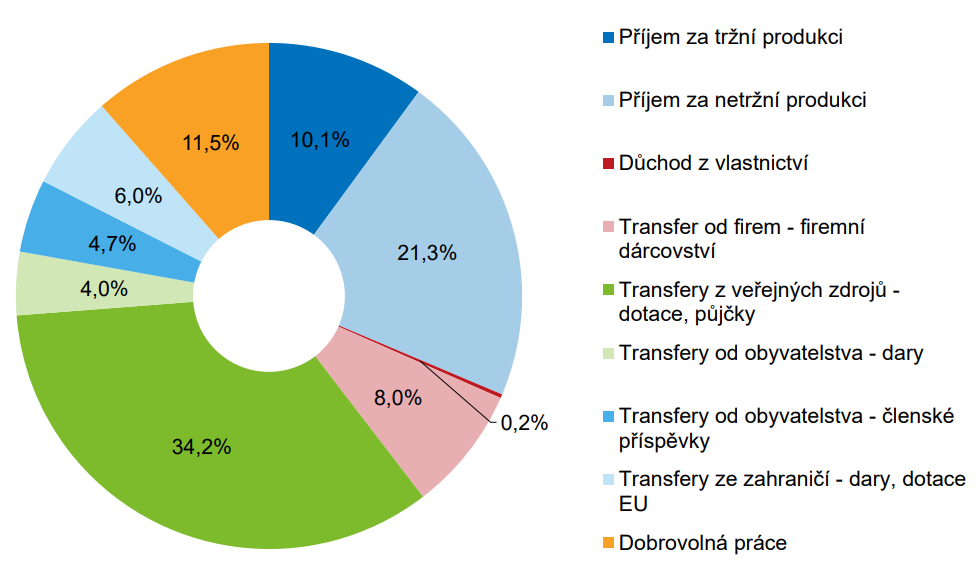 10,1%
21,3%
0,2%
8,0%
34,2%
4,0%
4,7%
6,0%
11,5%
Příjem za tržní produkci
Příjem za netržní produkci
Důchod z vlastnictví
Transfer od firem - firemní
dárcovství
Transfery z veřejných zdrojů -
dotace, půjčky
Transfery od obyvatelstva - dary
Transfery od obyvatelstva - členské
příspěvky
Transfery ze zahraničí - dary, dotace
EU
Dobrovolná práce